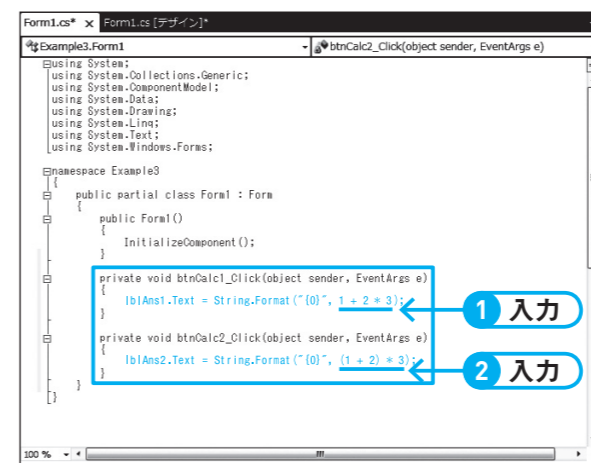 Form1.cs* x Form1.cs [デザイン]*
Example3.Form1 btnCalc2_Click(object sender, EventArgs e)
using System;
using System.Collections.Generic;
using System.ComponentModel;
using System.Data;
using System.Drawing;
using System.Linq;
using System.Text;
using System.Windows.Forms;
namespace Example3
{
public partial class Form1 : Form
{
public Form1()
{
InitializeComponent();
}
private void btnCalc1_Click(object sender, EventArgs e)
{
lblAns1.Text = String.Format("{0}", 1 + 2 * 3);
1 入力
}
private void btnCalc2_Click(object sender, EventArgs e)
{
lblAns2.Text = String.Format("{0}", (1 + 2) * 3);
2 入力
}
}
}
100 %